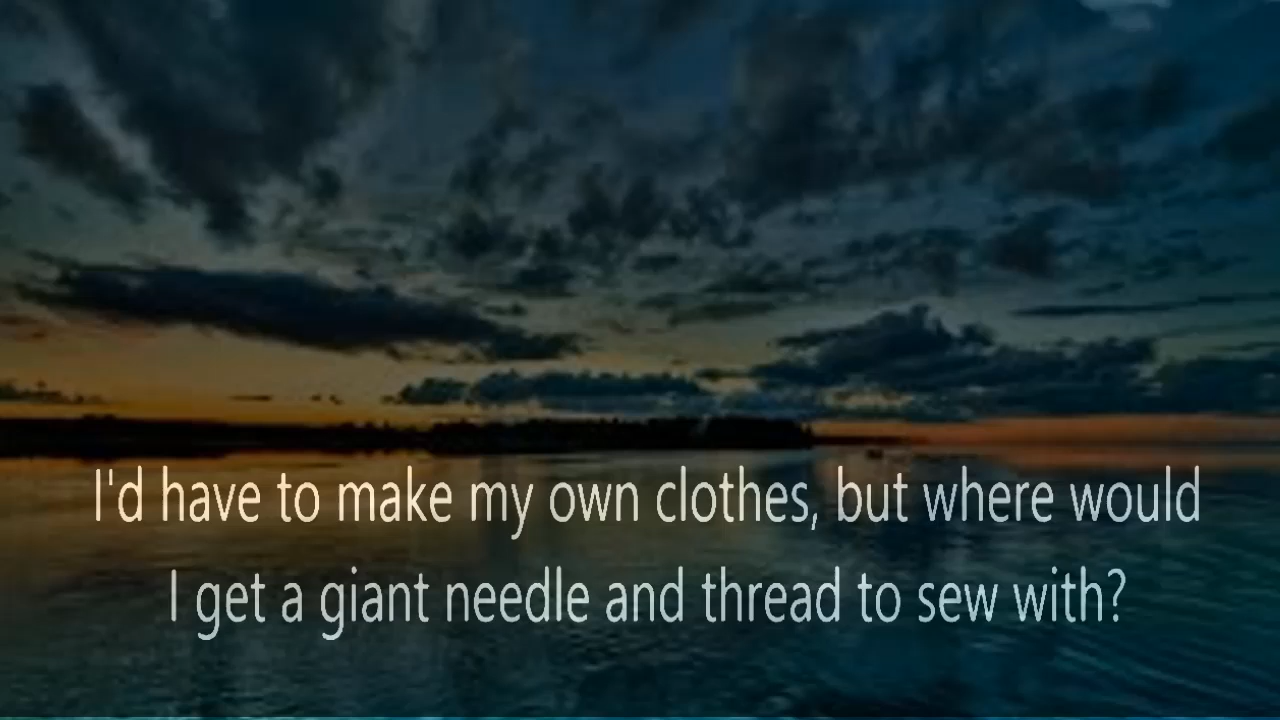 I'd have to make my own clothes, but where would
I get a giant needle and thread to sew with?